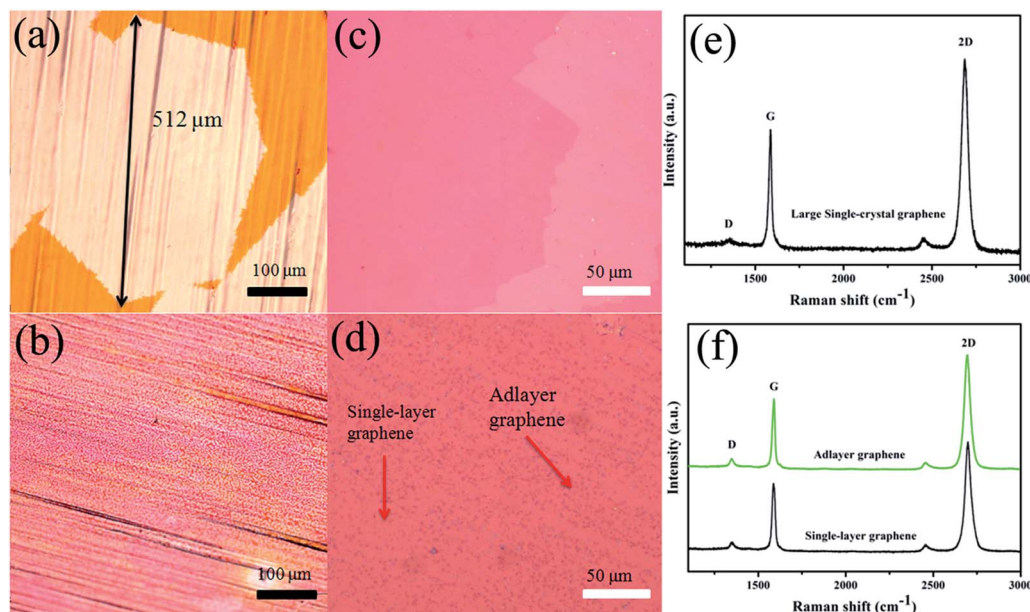 (a)
512 µm
100 µm
(b)
100 µm
(c)
50 µm
(d)
Single-layer
graphene
Adlayer
graphene
50 µm
(e)
Intensity (a.u.)
D
G
2D
Large Single-crystal graphene
1500
2000
2500
3000
Raman shift (cm-1)
(f)
Intensity (a.u.)
D
G
2D
Adlayer graphene
Single-layer graphene
1500
2000
2500
3000
Raman shift (cm-1)